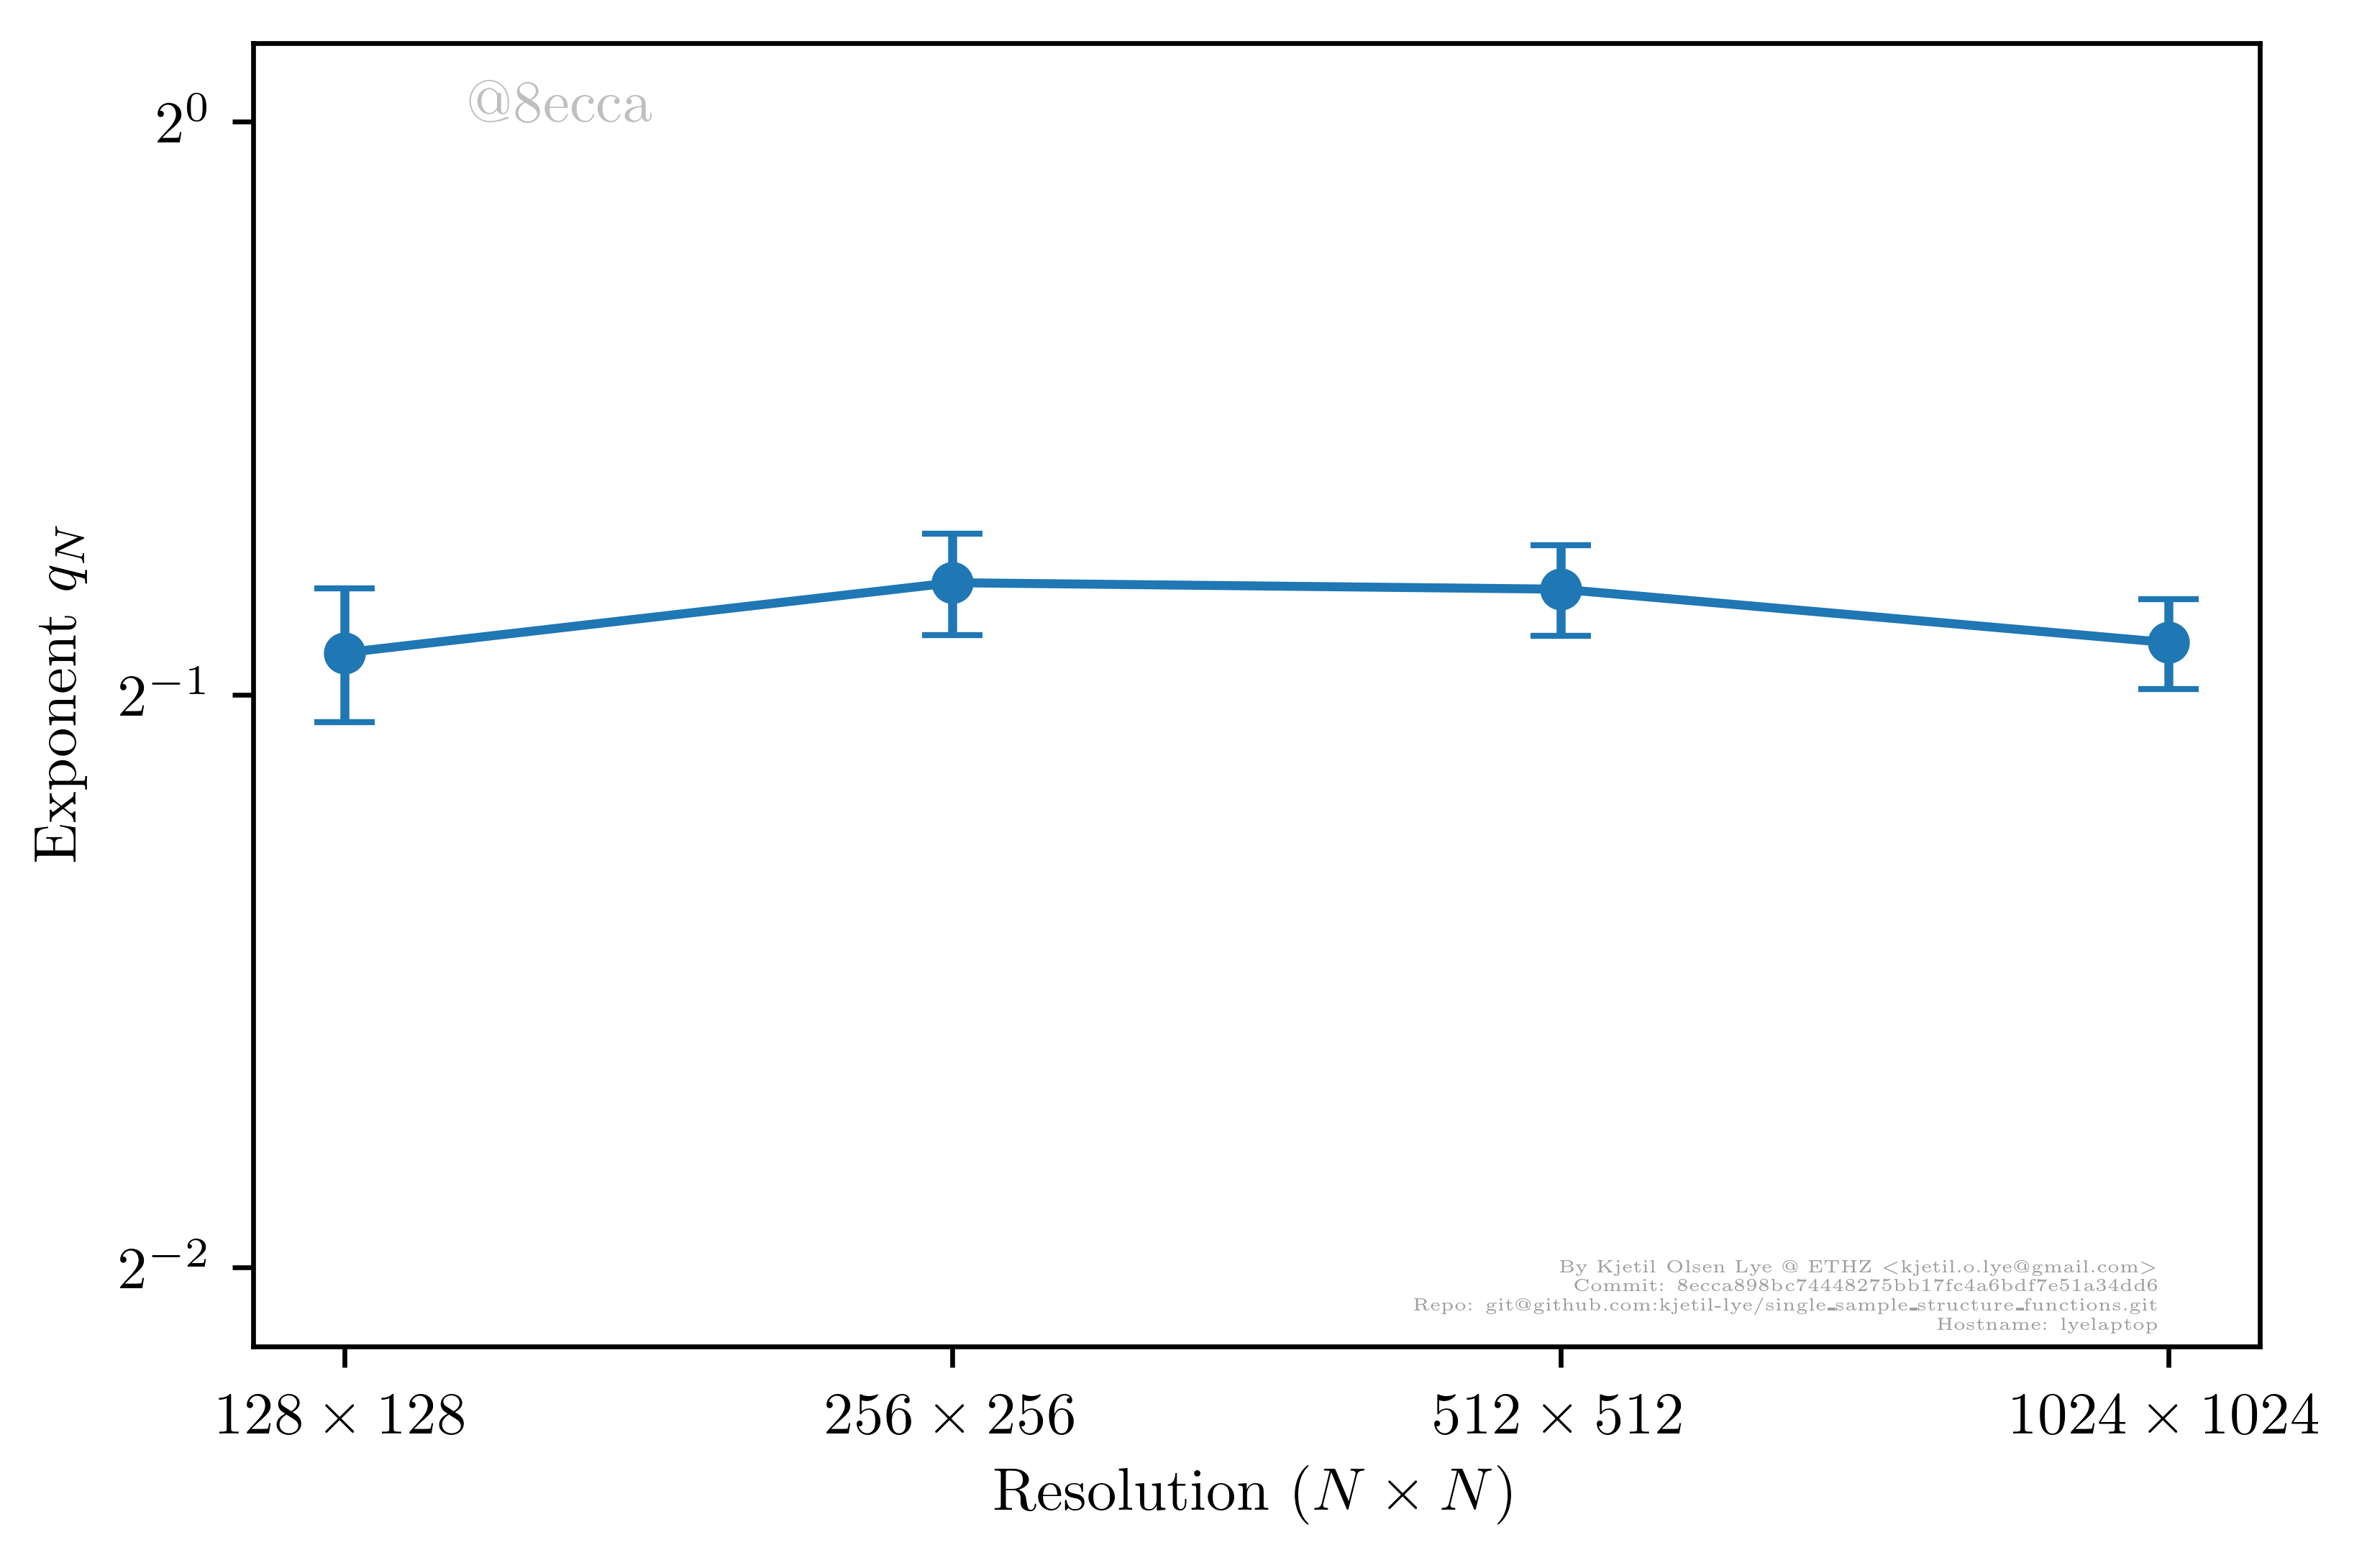 @8ecca
2^0
2^{-1}
2^{-2}
Exponent q_N
By Kjetil Olsen Lye @ ETHZ <kjetil.o.lye@gmail.com>
Commit: 8ecca898bc74448275bb17fc4a6bdf7e51a34dd6
Repo: git@github.com:kjetil-lye/single_sample_structure_functions.git
Hostname: lyelaptop
128 × 128 256 × 256 512 × 512 1024 × 1024
Resolution (N × N)